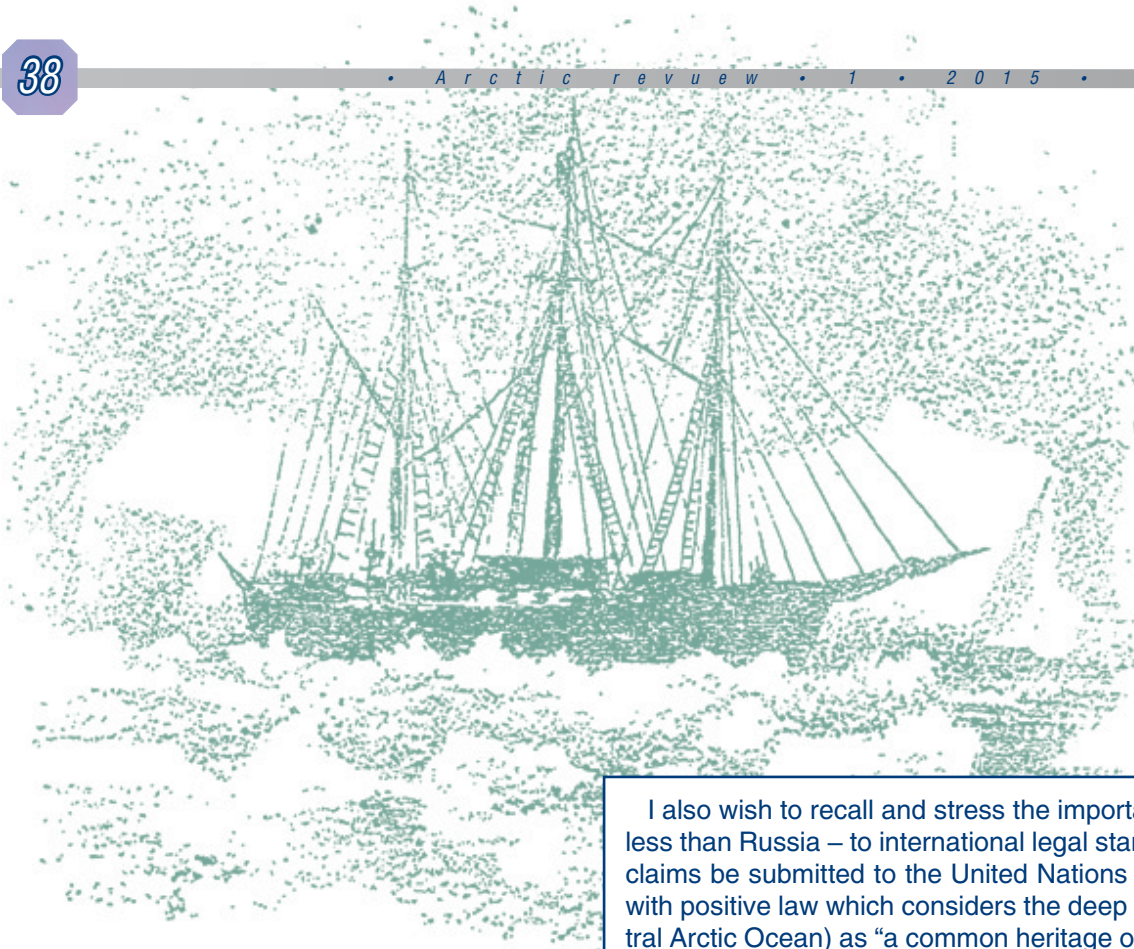 38
• Arctic revuew • 1 • 2015 •
I also wish to recall and stress the
less than Russia – to international legal
claims be submitted to the United Nations
with positive law which considers the deep
tral Arctic Ocean) as “a common heritage